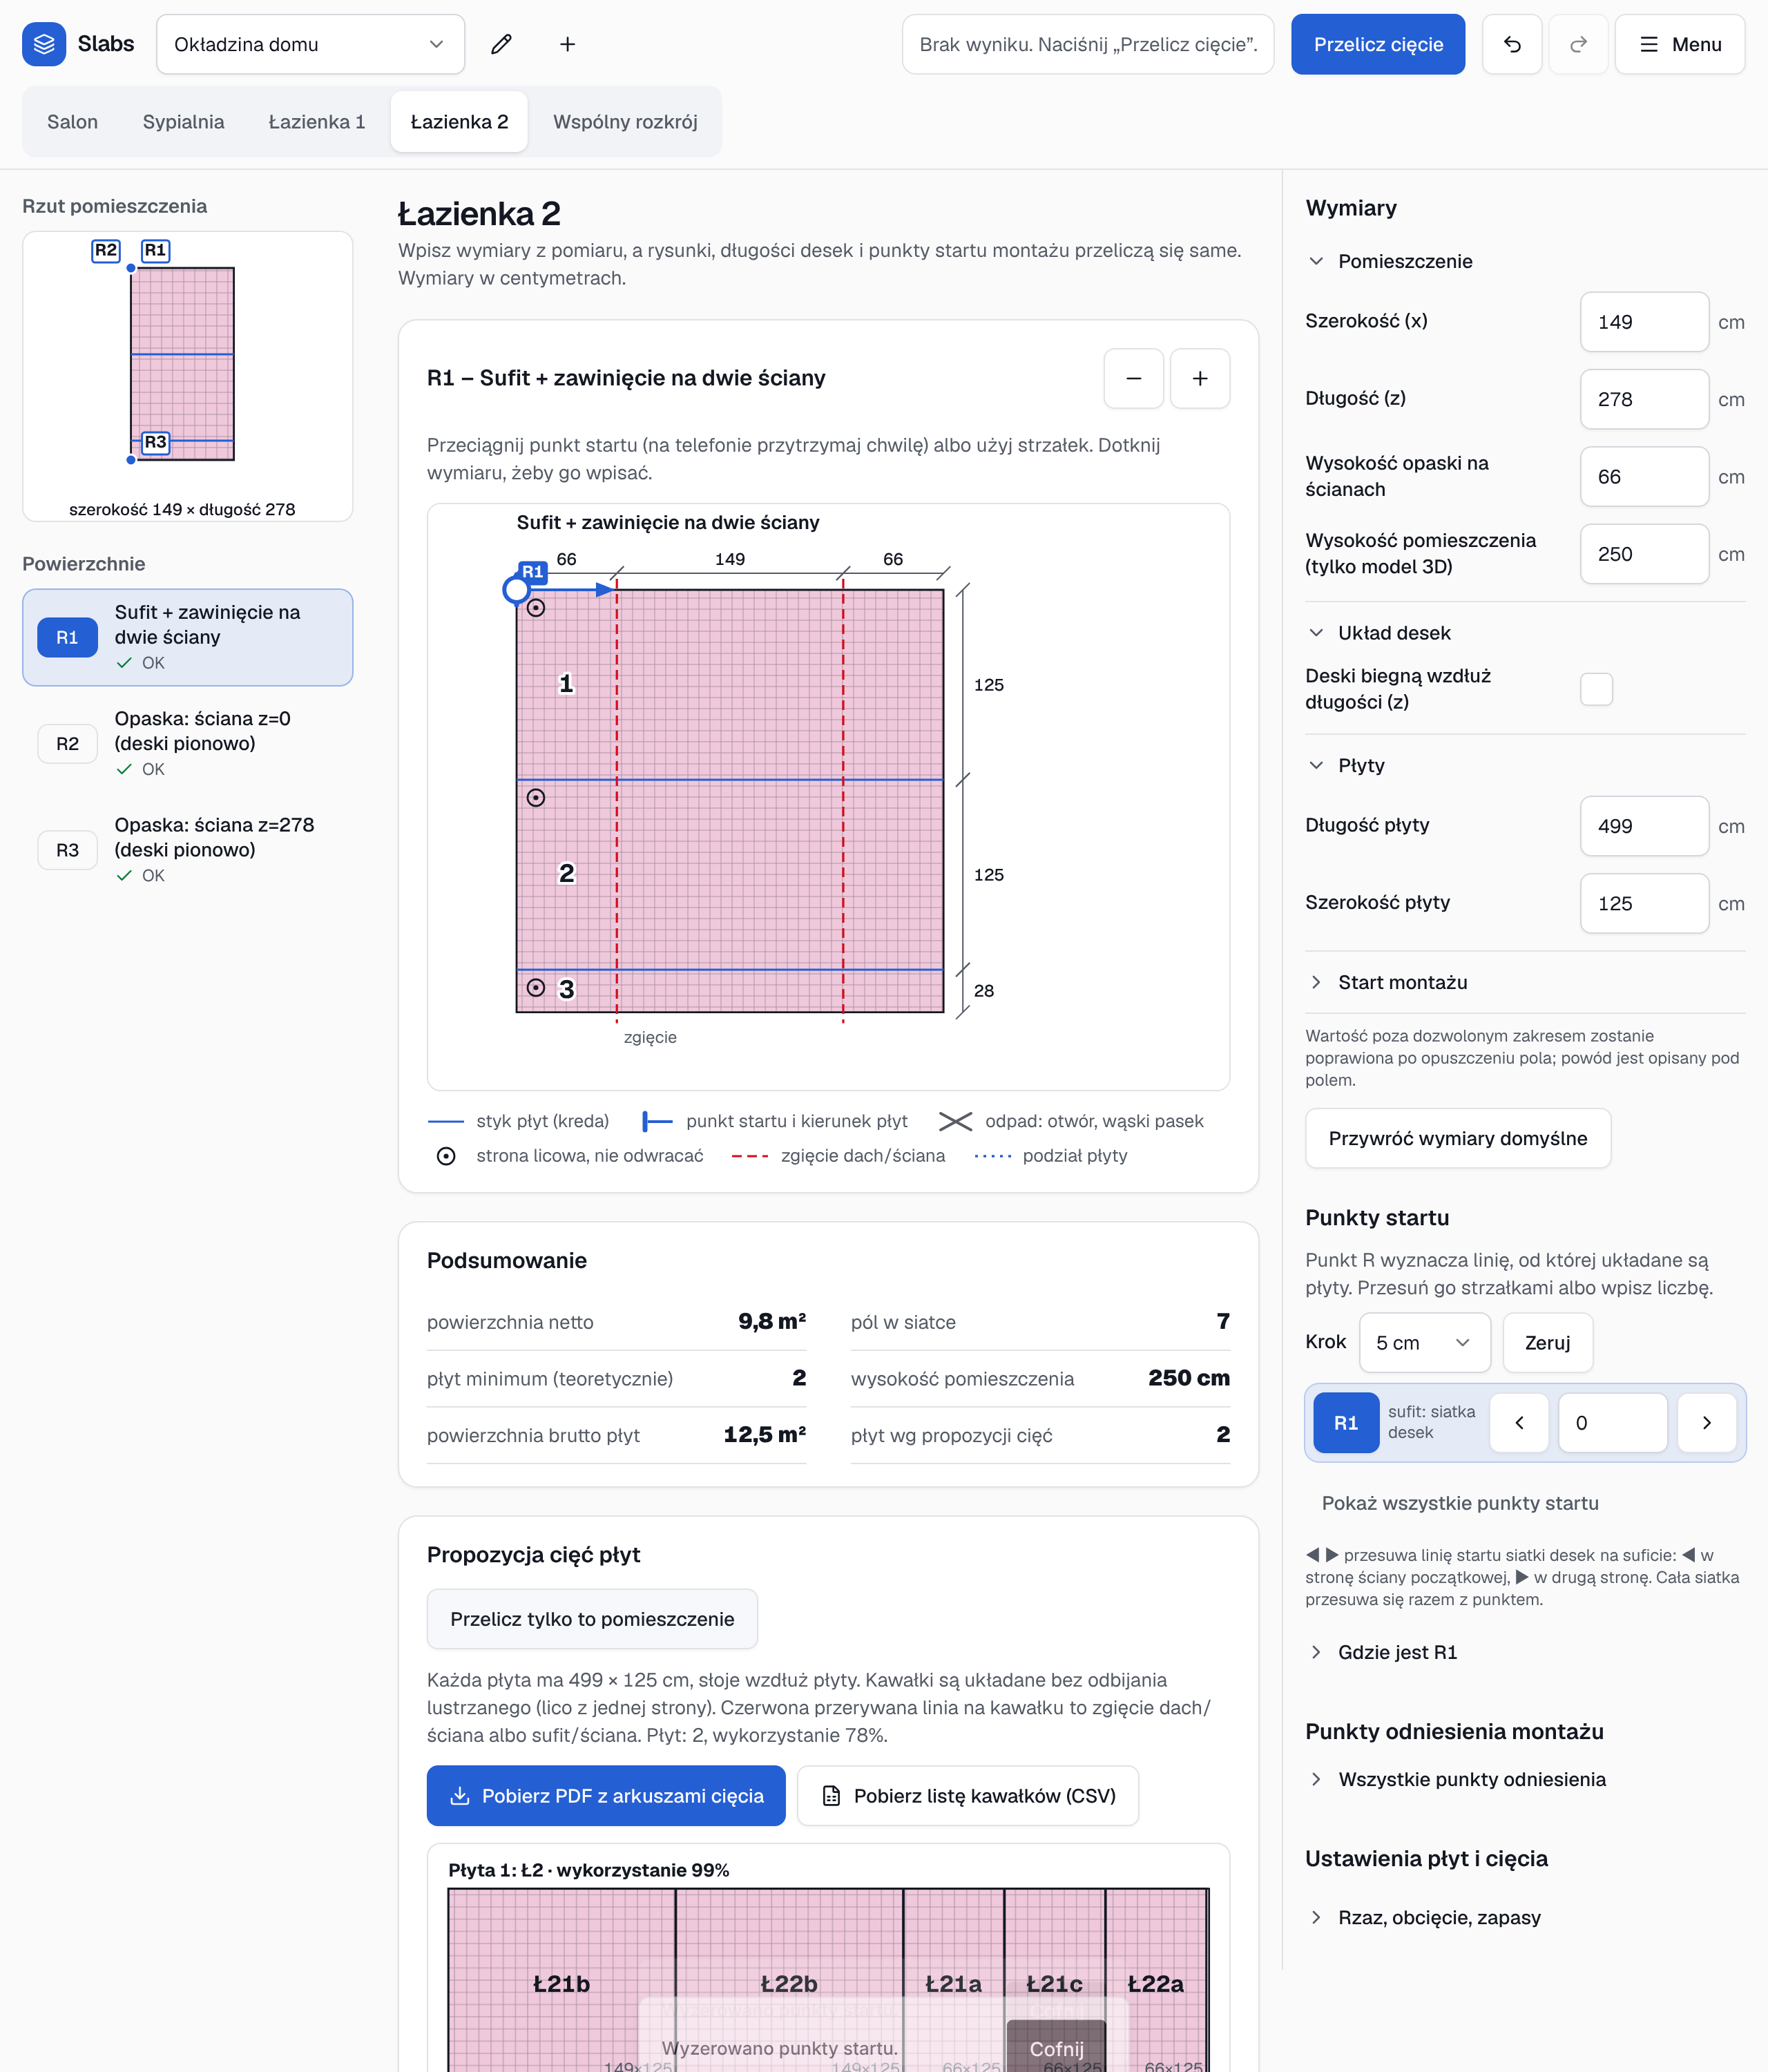 Slabs
Okładzina domu
Brak wyniku. Naciśnij „Przelicz cięcie”.
Przelicz cięcie
Menu
Salon
Sypialnia
Łazienka 1
Łazienka 2
Wspólny rozkrój
Rzut pomieszczenia
R2
R1
R3
szerokość 149 × długość 278
Powierzchnie
R1
Sufit + zawinięcie na
dwie ściany
OK
R2
Opaska: ściana z=0
(deski pionowo)
OK
R3
Opaska: ściana z=278
(deski pionowo)
OK
Łazienka 2
Wpisz wymiary z pomiaru, a rysunki, długości desek i punkty startu montażu przeliczą się same.
Wymiary w centymetrach.
R1 – Sufit + zawinięcie na dwie ściany
Przeciągnij punkt startu (na telefonie przytrzymaj chwilę) albo użyj strzałek. Dotknij
wymiaru, żeby go wpisać.
Sufit + zawinięcie na dwie ściany
66
149
66
R1
1
125
2
125
3
28
zgięcie
styk płyt (kreda)
punkt startu i kierunek płyt
odpad: otwór, wąski pasek
strona licowa, nie odwracać
zgięcie dach/ściana
podział płyty
Podsumowanie
powierzchnia netto
9,8 m²
pól w siatce
7
płyt minimum (teoretycznie)
2
wysokość pomieszczenia
250 cm
powierzchnia brutto płyt
12,5 m²
płyt wg propozycji cięć
2
Propozycja cięć płyt
Przelicz tylko to pomieszczenie
Każda płyta ma 499 × 125 cm, słoje wzdłuż płyty. Kawałki są układane bez odbijania
lustrzanego (lico z jednej strony). Czerwona przerywana linia na kawałku to zgięcie dach/
ściana albo sufit/ściana. Płyt: 2, wykorzystanie 78%.
Pobierz PDF z arkuszami cięcia
Pobierz listę kawałków (CSV)
Płyta 1: Ł2 · wykorzystanie 99%
Ł21b
Ł22b
Ł21a
Ł21c
Ł22a
Wyzerowano punkty startu.
Cofnij
149×125
149×125
66×125
66×125
66×125
Wymiary
Pomieszczenie
Szerokość (x)
149
cm
Długość (z)
278
cm
Wysokość opaski na
ścianach
66
cm
Wysokość pomieszczenia
(tylko model 3D)
250
cm
Układ desek
Deski biegną wzdłuż
długości (z)
Płyty
Długość płyty
499
cm
Szerokość płyty
125
cm
Start montażu
Wartość poza dozwolonym zakresem zostanie
poprawiona po opuszczeniu pola; powód jest opisany pod
polem.
Przywróć wymiary domyślne
Punkty startu
Punkt R wyznacza linię, od której układane są
płyty. Przesuń go strzałkami albo wpisz liczbę.
Krok
5 cm
Zeruj
R1
sufit: siatka
desek
0
Pokaż wszystkie punkty startu
◀ ▶ przesuwa linię startu siatki desek na suficie: ◀ w
stronę ściany początkowej, ▶ w drugą stronę. Cała siatka
przesuwa się razem z punktem.
Gdzie jest R1
Punkty odniesienia montażu
Wszystkie punkty odniesienia
Ustawienia płyt i cięcia
Rzaz, obcięcie, zapasy